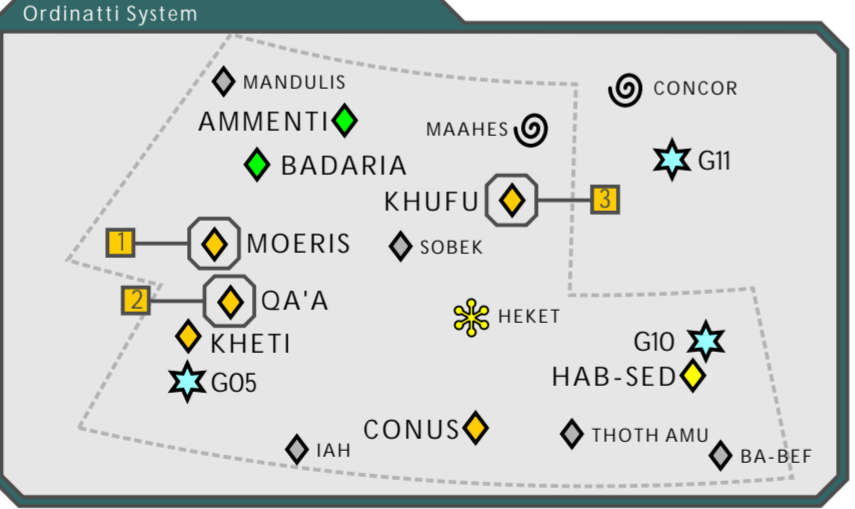 Ordinatti System
MANDULIS
CONCOR
AMMENTI
MAAHES
BADARIA
G11
KHUFU
3
1
MOERIS
SOBEK
2
QA'A
HEKET
KHETI
G10
G05
HAB-SED
CONUS
THOTH AMU
IAH
BA-BEF